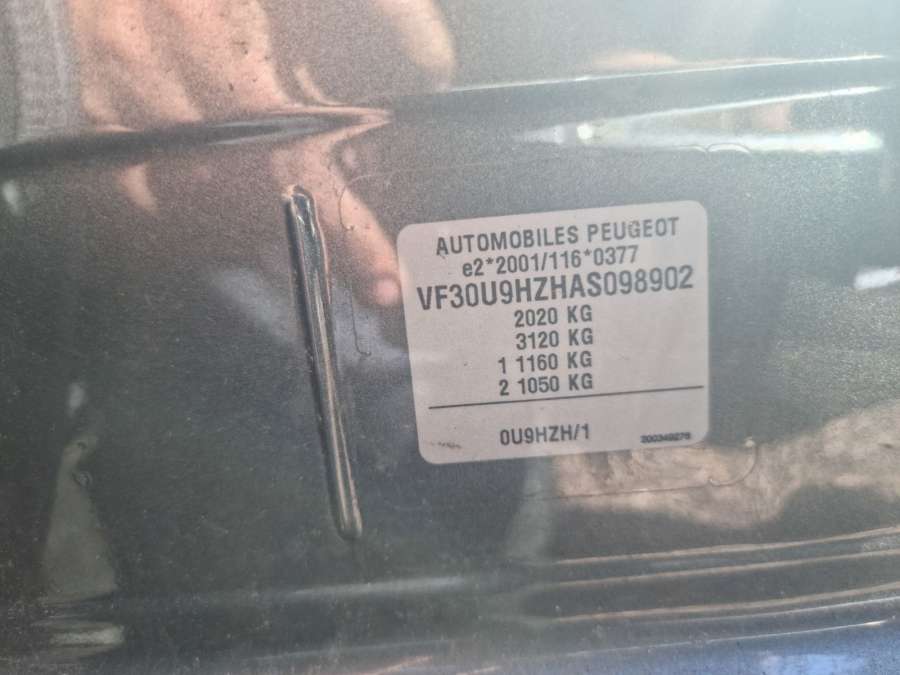 AUTOMOBILES PEUGEOT
e2*2001/116*0377
VF30U9HZHAS098902
2020 KG
3120 KG
1 1160 KG
2 1050 KG
0U9HZH/1
200349276